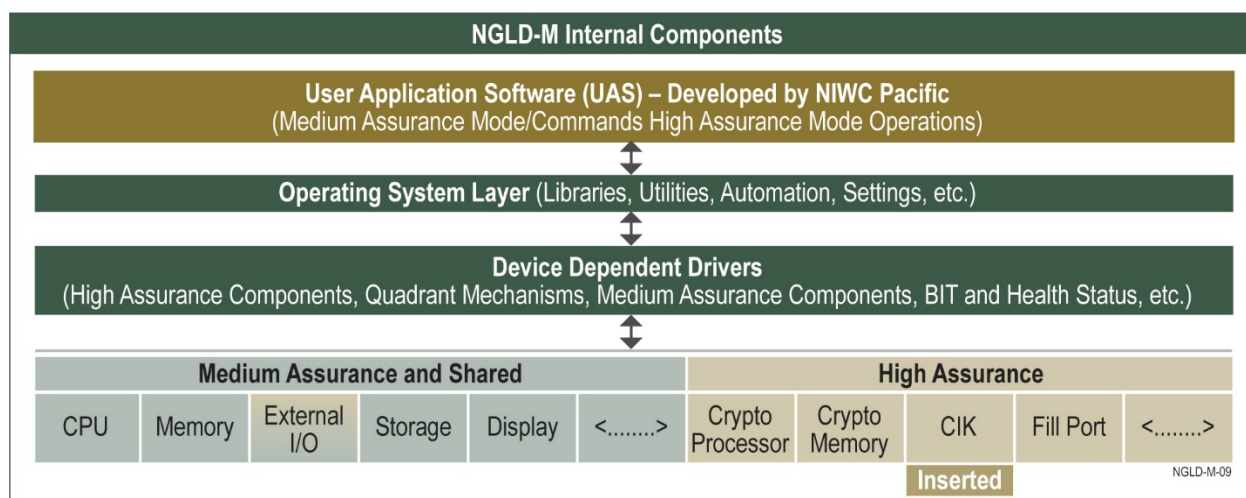 NGLD-M Internal Components
User Application Software (UAS) – Developed by NIWC Pacific
(Medium Assurance Mode/Commands High Assurance Mode Operations)
Operating System Layer (Libraries, Utilities, Automation, Settings, etc.)
Device Dependent Drivers
(High Assurance Components, Quadrant Mechanisms, Medium Assurance Components, BIT and Health Status, etc.)
Medium Assurance and Shared
High Assurance
CPU
Memory
External
I/O
Storage
Display
<........>
Crypto
Processor
Crypto
Memory
CIK
Fill Port
<........>
Inserted
NGLD-M-09